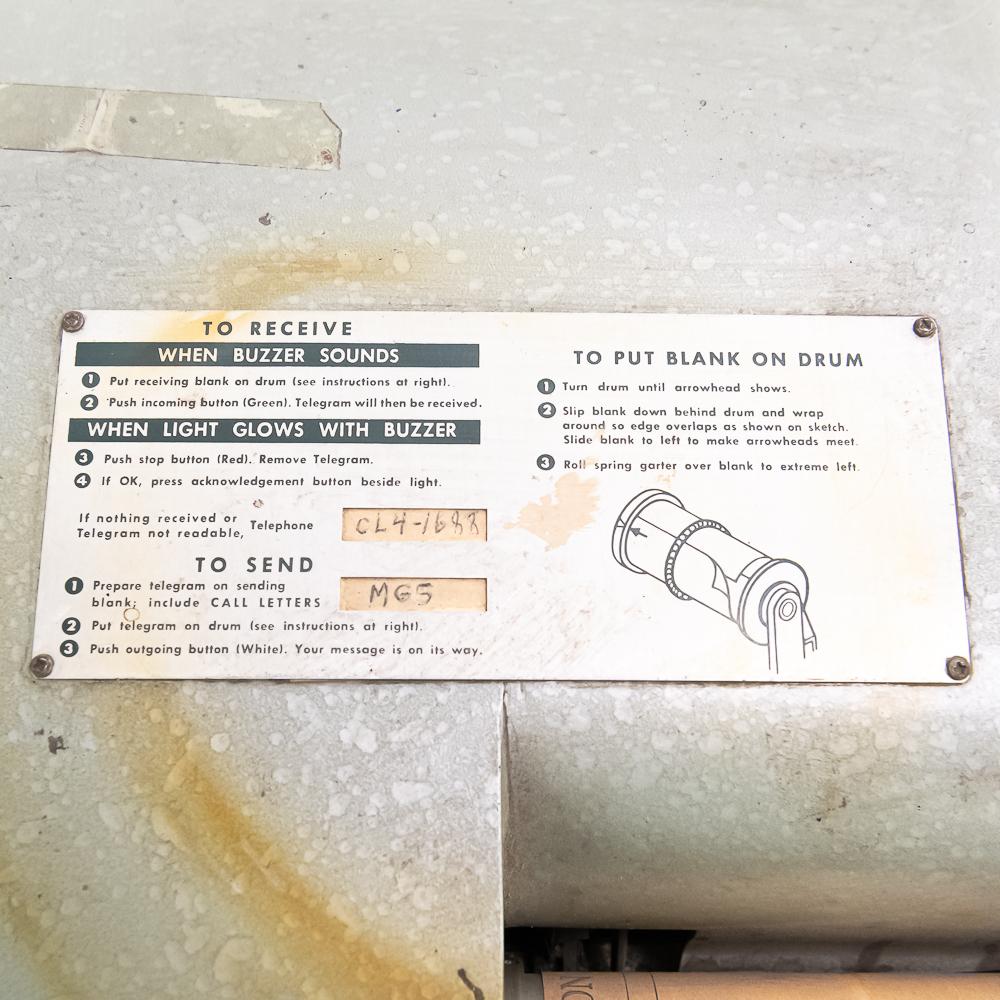 TO RECEIVE
WHEN BUZZER SOUNDS
1 Put receiving blank on drum (see instructions at right).
2 Push incoming button (Green). Telegram will then be received.
WHEN LIGHT GLOWS WITH BUZZER
3 Push stop button (Red). Remove Telegram.
4 If OK, press acknowledgement button beside light.
If nothing received or
Telegram not readable, Telephone CL4-1688
TO SEND
1 Prepare telegram on sending
blank; include CALL LETTERS MG5
2 Put telegram on drum (see instructions at right).
3 Push outgoing button (White). Your message is on its way.
TO PUT BLANK ON DRUM
1 Turn drum until arrowhead shows.
2 Slip blank down behind drum and wrap
around so edge overlaps as shown on sketch.
Slide blank to left to make arrowheads meet.
3 Roll spring garter over blank to extreme left.
ON